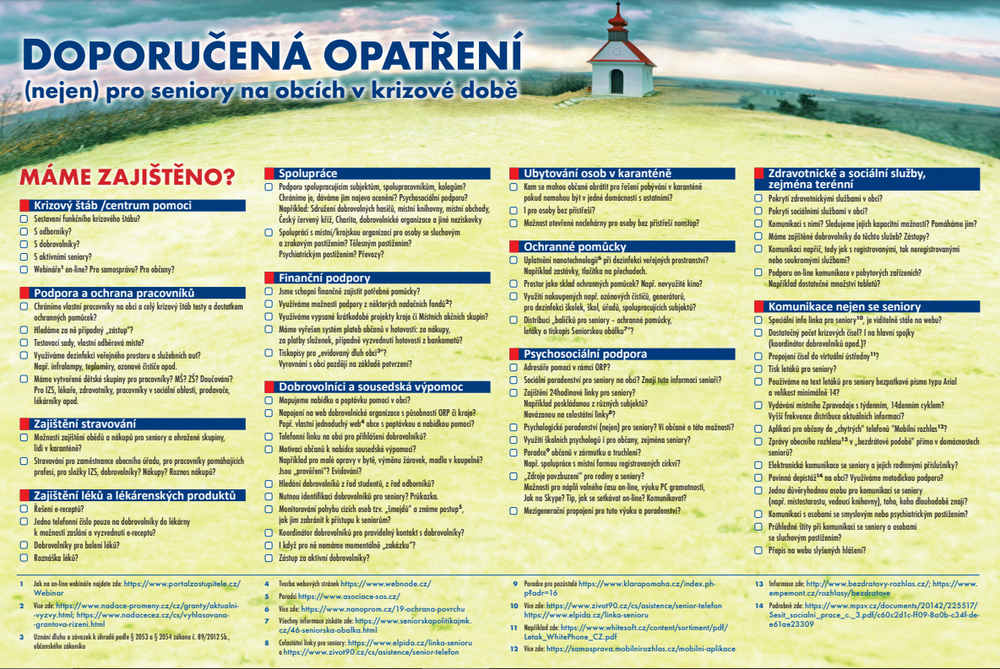 DOPORUČENÁ OPATŘENÍ
(nejen) pro seniory na obcích v krizové době
MÁME ZAJIŠTĚNO?
Krizový štáb /centrum pomoci
Sestavení funkčního krizového štábu?
S odborníky?
S dobrovolníky?
S aktivními seniory?
Webináře¹ on-line? Pro samosprávu? Pro občany?
Podpora a ochrana pracovníků
Chráníme vlastní pracovníky na obci a celý krizový štáb testy a dostatkem
ochranných pomůcek?
Hledáme za ně případný „zástup“?
Testovací sady, vlastní odběrová místa?
Využíváme dezinfekci veřejného prostoru a služebních aut?
Např. infralampy, teploměry, ozonové čističe apod.
Máme vytvořené dětské skupiny pro pracovníky? MŠ? ZŠ? Doučování?
Pro IZS, lékaře, zdravotníky, pracovníky v sociální oblasti, prodavače,
lékárníky apod.
Zajištění stravování
Možnosti zajištění obědů a nákupů pro seniory a ohrožené skupiny,
lidi v karanténě?
Stravování pro zaměstnance obecního úřadu, pro pracovníky pomáhajících
profesí, pro složky IZS, dobrovolníky? Nákupy? Roznos nákupů?
Zajištění léků a lékárenských produktů
Řešení e-receptů?
Jedno telefonní číslo pouze na dobrovolníky do lékárny
k možnosti zaslání a vyzvednutí e-receptu?
Dobrovolníky pro balení léků?
Roznáška léků?
Spolupráce
Podporu spolupracujícím subjektům, spolupracovníkům, kolegům?
Chráníme je, dáváme jim najevo ocenění? Psychosociální podporu?
Například: Sdružení dobrovolných hasičů, místní knihovny, místní obchody,
Český červený kříž, Charita, dobrovolnické organizace a jiné neziskovky
Spolupráci s místní/krajskou organizací pro osoby se sluchovým
a zrakovým postižením? Tělesným postižením?
Psychiatrickým postižením? Převozy?
Finanční podpory
Jsme schopni finančně zajistit potřebné pomůcky?
Využíváme možnosti podpory z některých nadačních fondů²?
Využíváme vypsané krátkodobé projekty kraje či Místních akčních skupin?
Máme vyřešen systém plateb občanů v hotovosti: za nákupy,
za platby složenek, případně vyzvednutí hotovosti z bankomatů?
Tiskopisy pro „evidovaný dluh obci³“?
Vyrovnání s obcí později na základě potvrzení?
Dobrovolníci a sousedská výpomoc
Mapujeme nabídku a poptávku pomoci v obci?
Napojení na web dobrovolnické organizace s působností ORP či kraje?
Popř. vlastní jednoduchý web⁴ obce s poptávkou a nabídkou pomoci?
Telefonní linku na obci pro přihlášení dobrovolníků?
Motivaci občanů k nabídce sousedské výpomoci?
Například pro malé opravy v bytě, výměnu žárovek, madla v koupelně?
Jsou „prověření“? Evidování?
Hledání dobrovolníků z řad studentů, z řad odborníků?
Nutnou identifikaci dobrovolníků pro seniory? Průkazka.
Monitorování pohybu cizích osob tzv. „šmejdů“ a známe postup⁵,
jak jim zabránit k přístupu k seniorům?
Koordinátor dobrovolníků pro pravidelný kontakt s dobrovolníky?
I když pro ně nemáme momentálně „zakázku“?
Zástup za aktivní dobrovolníky?
Ubytování osob v karanténě
Kam se mohou občané obrátit pro řešení pobývání v karanténě
pokud nemohou být v jedné domácnosti s ostatními?
I pro osoby bez přístřeší?
Možnost otevřené noclehárny pro osoby bez přístřeší nonstop?
Ochranné pomůcky
Uplatnění nanotechnologií⁶ při dezinfekci veřejných prostranství?
Například zastávky, tlačítka na přechodech.
Prostor jako sklad ochranných pomůcek? Např. nevyužité kino?
Využití nakoupených např. ozónových čističů, generátorů,
pro dezinfekci školek, škol, úřadů, spolupracujících subjektů?
Distribuci „balíčků pro seniory – ochranné pomůcky,
letáky a tiskopis Seniorskou obálku⁷“?
Psychosociální podpora
Adresáře pomoci v rámci ORP?
Sociální poradenství pro seniory na obci? Znají tuto informaci senioři?
Zajištění 24hodinové linky pro seniory?
Například poskládanou z různých subjektů?
Navázanou na celostátní linky⁸?
Psychologické poradenství (nejen) pro seniory? Ví občané o této možnosti?
Využití školních psychologů i pro občany, zejména seniory?
Poradce⁹ občanů v zármutku a truchlení?
Např. spolupráce s místní formou registrovaných církví?
„Zdroje povzbuzení“ pro rodiny a seniory?
Možnosti pro náplň volného času on-line, výuku PC gramotnosti,
Jak na Skype? Tip, jak se setkávat on-line? Komunikovat?
Mezigenerační propojení pro tuto výuku a poradenství?
Zdravotnické a sociální služby,
zejména terénní
Pokrytí zdravotnickými službami v obci?
Pokrytí sociálními službami v obci?
Komunikaci s nimi? Sledujeme jejich kapacitní možnosti? Pomáháme jim?
Máme zajištěné dobrovolníky do těchto služeb? Zástupy?
Komunikaci napříč, tedy jak s registrovanými, tak neregistrovanými
nebo soukromými službami?
Podporu on-line komunikace v pobytových zařízeních?
Například dostatečné množství tabletů?
Komunikace nejen se seniory
Speciální info linka pro seniory¹⁰, je viditelně stále na webu?
Dostatečný počet krizových čísel? I na hlavní spojky
(koordinátor dobrovolníků apod.)?
Propojení čísel do virtuální ústředny¹¹?
Tisk letáků pro seniory?
Používáme na text letáků pro seniory bezpatkové písmo typu Arial
a velikost minimálně 14?
Vydávání místního Zpravodaje s týdenním, 14denním cyklem?
Vyšší frekvence distribuce aktuálních informací?
Aplikaci pro občany do „chytrých“ telefonů “Mobilní rozhlas¹²?
Zprávy obecního rozhlasu¹³ v „bezdrátové podobě“ přímo v domácnostech
seniorů?
Elektronická komunikace se seniory a jejich rodinnými příslušníky?
Povinná depistáž¹⁴ na obci? Využíváme metodickou podporu?
Jednu důvěryhodnou osobu pro komunikaci se seniory
(např. místostarostu, vedoucí knihovny), toho, koho dlouhodobě znají?
Komunikaci s osobami se smyslovým nebo psychiatrickým postižením?
Průhledné štíty při komunikaci se seniory a osobami
se sluchovým postižením?
Přepis na webu slyšených hlášení?
1 Jak na on-line webináře najdete zde: https://www.portalzastupitele.cz/
Webinar
2 Více zde: https://www.nadace-promeny.cz/cz/granty/aktualni-
-vyzvy.html; https://www.nadacecez.cz/cs/vyhlasovana-
-grantova-rizeni.html
3 Uznání dluhu a závazek k úhradě podle § 2053 a § 2054 zákona č. 89/2012 Sb.,
občanského zákoníku
4 Tvorba webových stránek https://www.webnode.cz/
5 Poradci https://www.asociace-sos.cz/
6 Více zde: https://www.nanoprom.cz/19-ochrana-povrchu
7 Všechny informace získáte zde: https://www.seniorskapolitikajmk.
cz/46-seniorska-obalka.html
8 Celostátní linky pro seniory: https://www.elpida.cz/linka-senioru
a https://www.zivot90.cz/cs/asistence/senior-telefon
9 Poradce pro pozůstalé https://www.klarapomaha.cz/index.ph-
p?adr=16
10 Více zde: https://www.zivot90.cz/cs/asistence/senior-telefon
https://www.elpida.cz/linka-senioru
11 Například zde: https://www.whitesoft.cz/content/sortiment/pdf/
Letak_WhitePhone_CZ.pdf
12 Více zde: https://samosprava.mobilnirozhlas.cz/mobilni-aplikace
13 Informace zde: http://www.bezdratovy-rozhlas.cz/; https://www.
empemont.cz/rozhlasy/bezdratove
14 Podrobně zde: https://www.mpsv.cz/documents/20142/225517/
Sesit_socialni_prace_c._3.pdf/c60c2d1c-ff09-8a0b-c34f-de-
e61ae23309